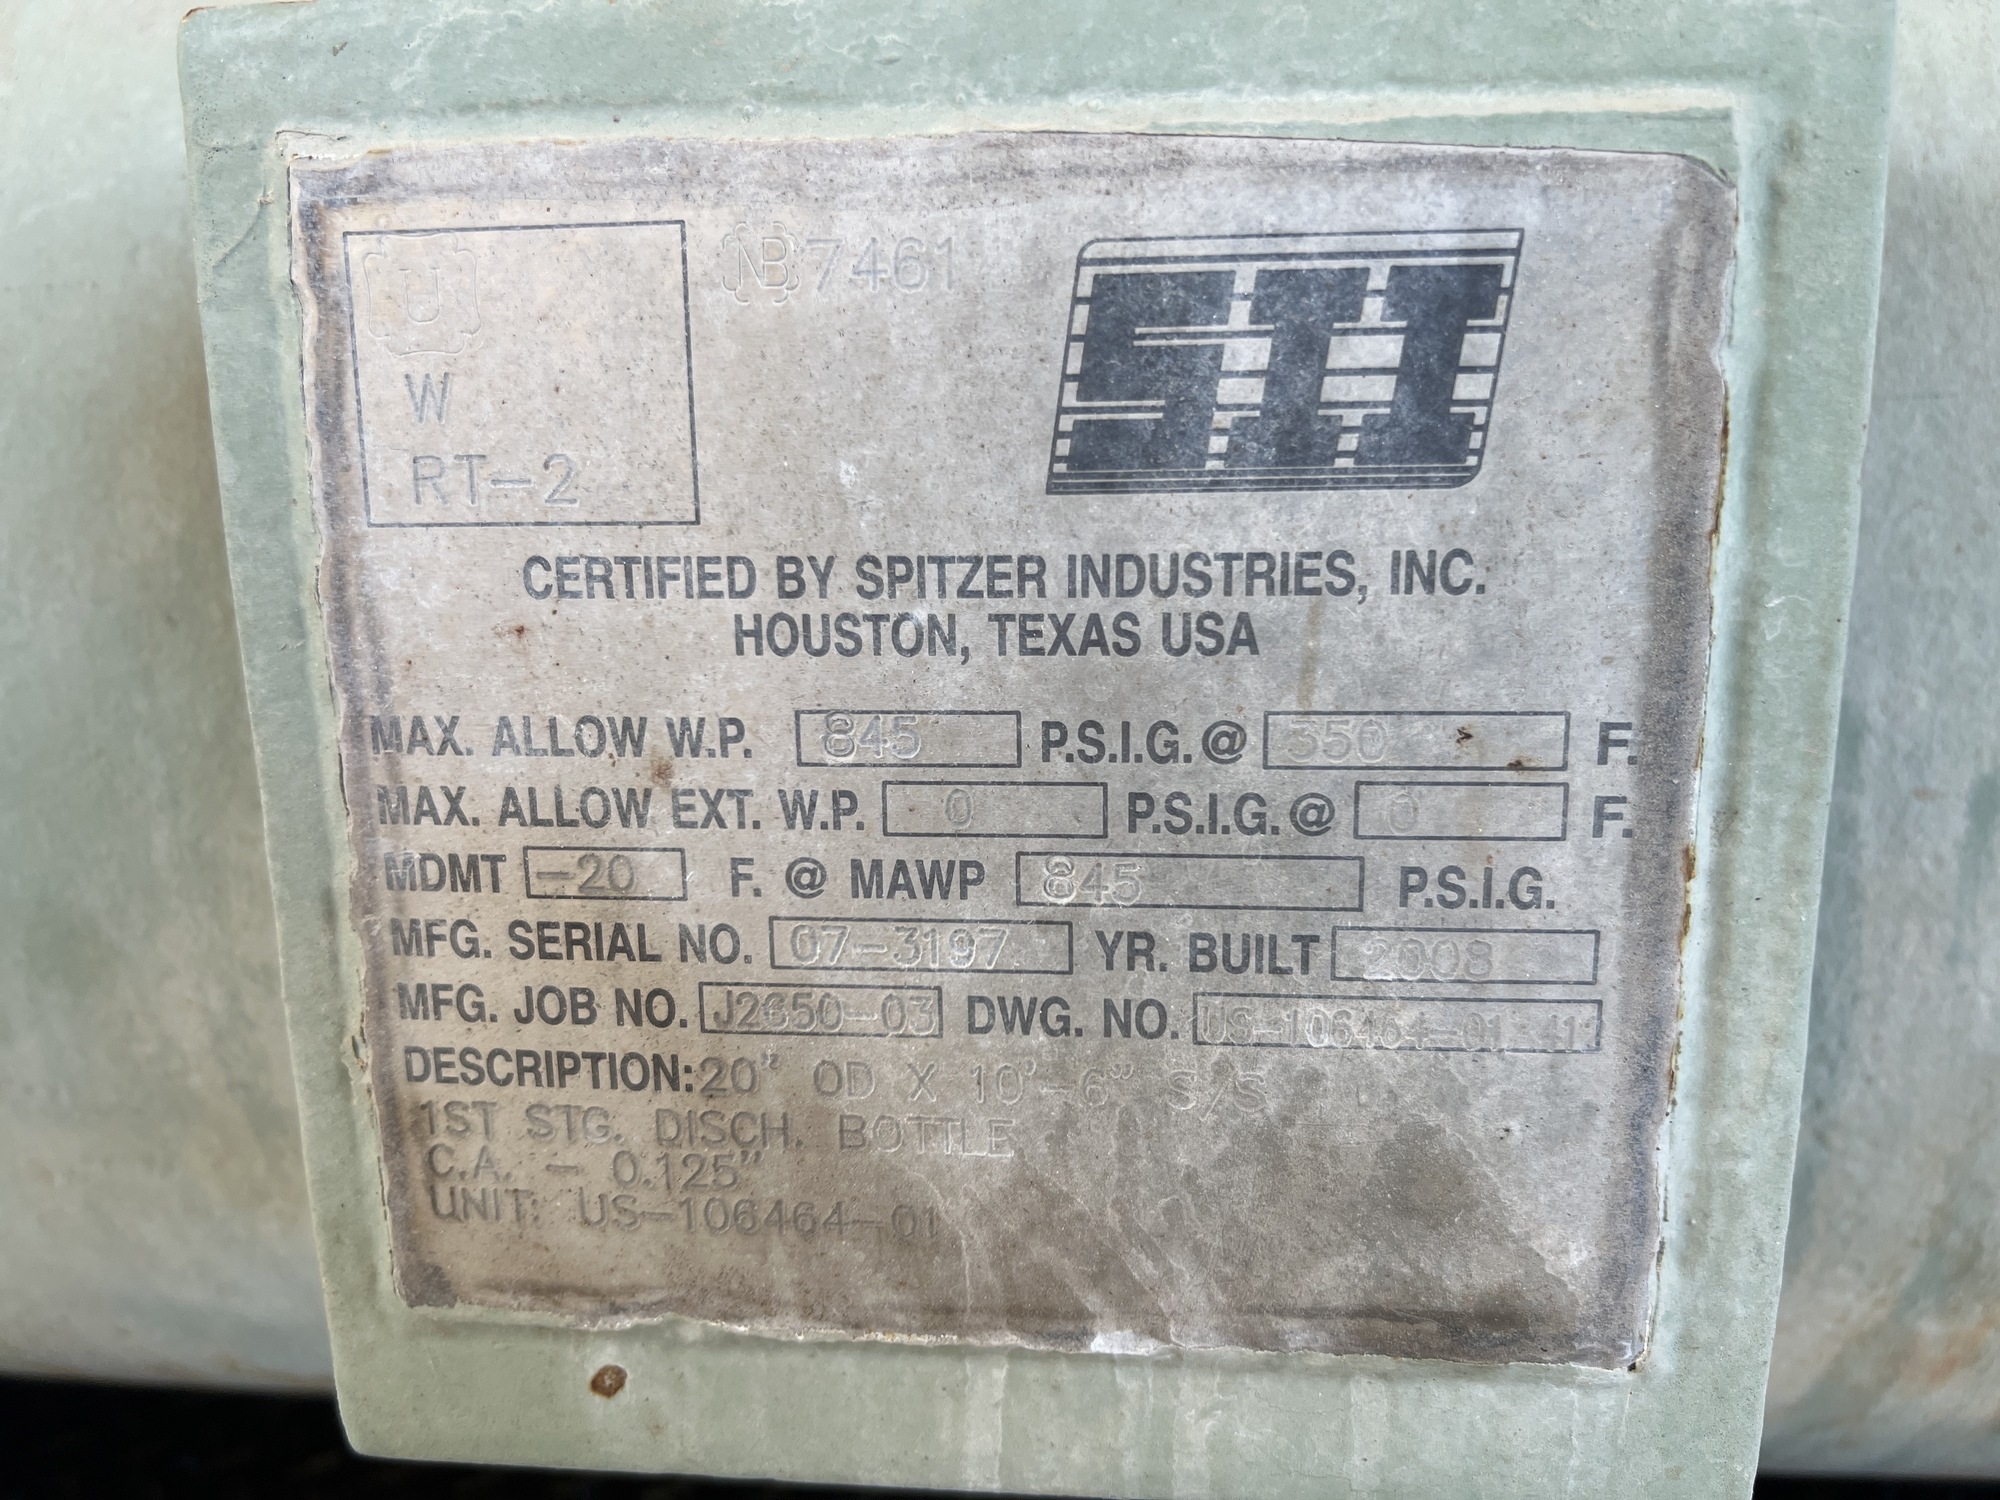 U
W
RT-2
NB 7461
STI
CERTIFIED BY SPITZER INDUSTRIES, INC.
HOUSTON, TEXAS USA
MAX. ALLOW W.P. 845 P.S.I.G. @ 350 F.
MAX. ALLOW EXT. W.P. 0 P.S.I.G. @ 0 F.
MDMT -20 F. @ MAWP 845 P.S.I.G.
MFG. SERIAL NO. 07-3197 YR. BUILT 2008
MFG. JOB NO. J2650-03 DWG. NO.
DESCRIPTION: 20" OD X 10'-6" S/S
1ST STG. DISCH. BOTTLE
C.A. - 0.125"
UNIT: US-106464-01